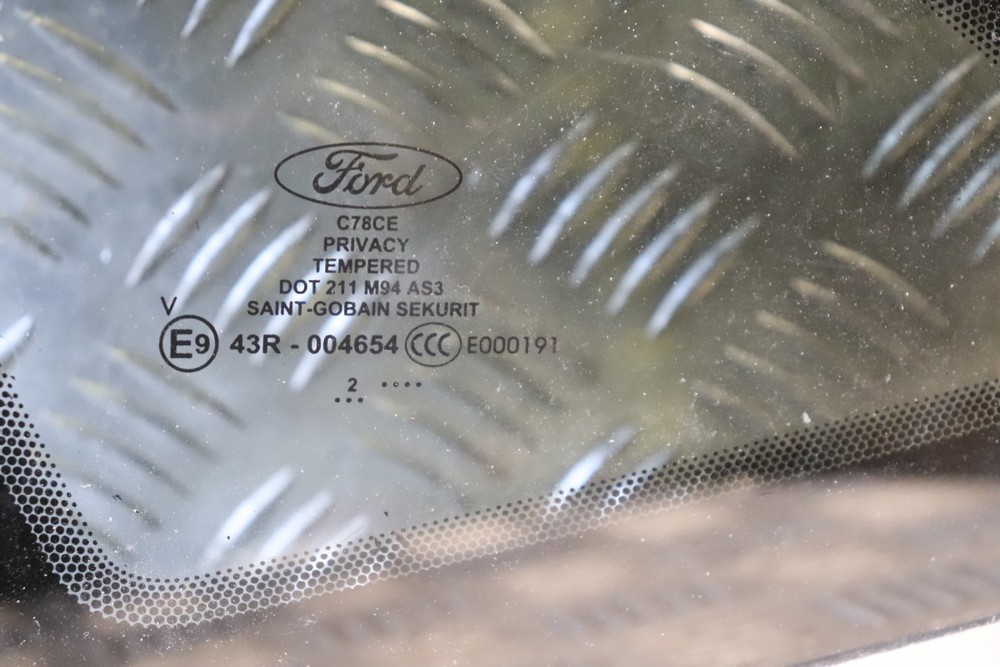 Ford
C78CE
PRIVACY
TEMPERED
DOT 211 M94 AS3
SAINT-GOBAIN SEKURIT
V
E9 43R - 004654 CCC E000191
2